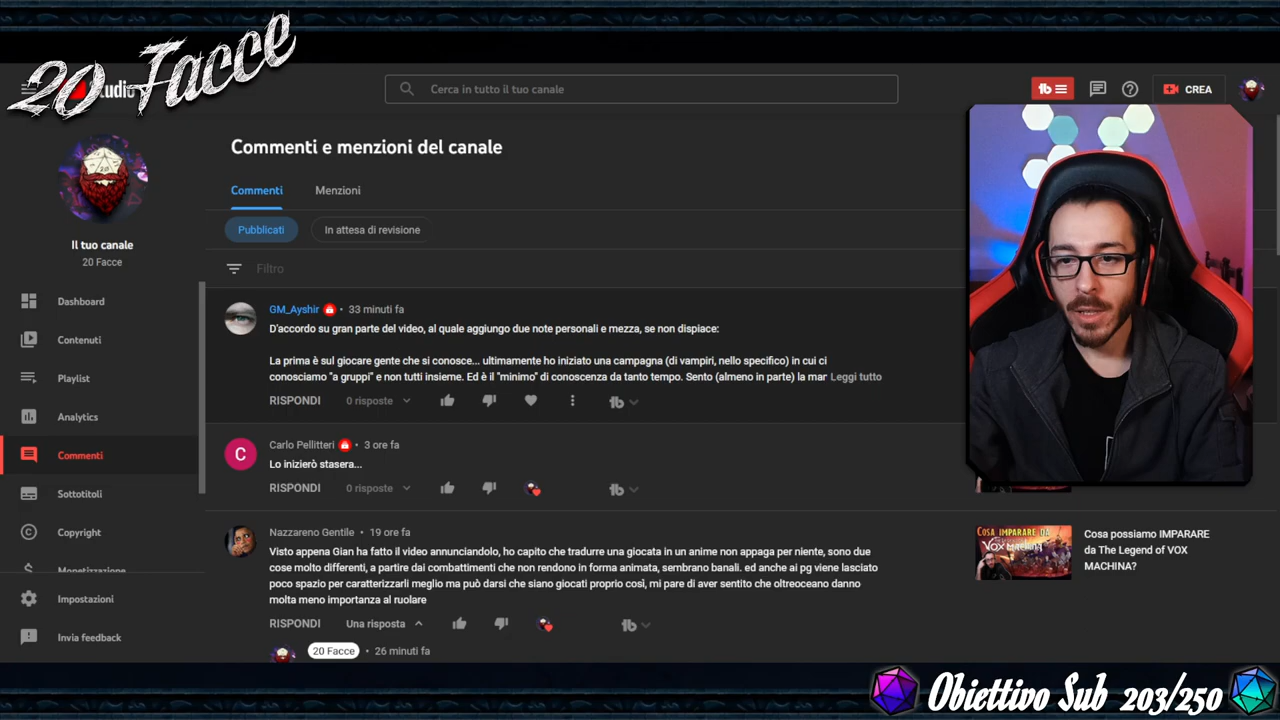 20 Facce
Studio
Cerca in tutto il tuo canale
CREA
Il tuo canale
20 Facce
Dashboard
Contenuti
Playlist
Analytics
Commenti
Sottotitoli
Copyright
Monetizzazione
Impostazioni
Invia feedback
Commenti e menzioni del canale
Commenti
Menzioni
Pubblicati
In attesa di revisione
Filtro
GM_Ayshir • 33 minuti fa
D'accordo su gran parte del video, al quale aggiungo due note personali e mezza, se non dispiace:
La prima è sul giocare gente che si conosce... ultimamente ho iniziato una campagna (di vampiri, nello specifico) in cui ci
conosciamo "a gruppi" e non tutti insieme. Ed è il "minimo" di conoscenza da tanto tempo. Sento (almeno in parte) la mar Leggi tutto
RISPONDI 0 risposte
C
Carlo Pellitteri • 3 ore fa
Lo inizierò stasera...
RISPONDI 0 risposte
Nazzareno Gentile • 19 ore fa
Visto appena Gian ha fatto il video annunciandolo, ho capito che tradurre una giocata in un anime non appaga per niente, sono due
cose molto differenti, a partire dai combattimenti che non rendono in forma animata, sembrano banali. ed anche ai pg viene lasciato
poco spazio per caratterizzarli meglio ma può darsi che siano giocati proprio così, mi pare di aver sentito che oltreoceano danno
molta meno importanza al ruolare
RISPONDI Una risposta
20 Facce • 26 minuti fa
COSA IMPARARE DA
VOX MACHINA?
Cosa possiamo IMPARARE
da The Legend of VOX
MACHINA?
Obiettivo Sub 203/250